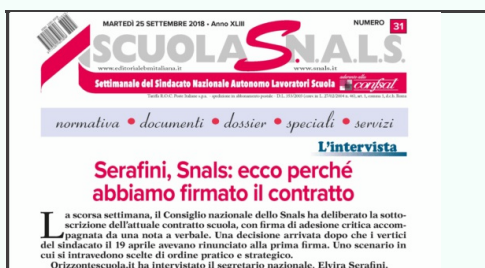 MARTEDÌ 25 SETTEMBRE 2018 • Anno XLIII
NUMERO 31
SCUOLA S.N.A.L.S.
www.editorialebmitaliana.it
www.snals.it
Settimanale del Sindacato Nazionale Autonomo Lavoratori Scuola
confsal
normativa • documenti • dossier • speciali • servizi
L'intervista
Serafini, Snals: ecco perché
abbiamo firmato il contratto
La scorsa settimana, il Consiglio nazionale dello Snals ha deliberato la sotto-
scrizione dell'attuale contratto scuola, con firma di adesione critica accom-
pagnata da una nota a verbale. Una decisione arrivata dopo che i vertici
del sindacato il 19 aprile avevano rinunciato alla prima firma. Uno scenario in
cui si intravedono scelte di ordine pratico e strategico.
Orizzontescuola.it ha intervistato il segretario nazionale, Elvira Serafini.